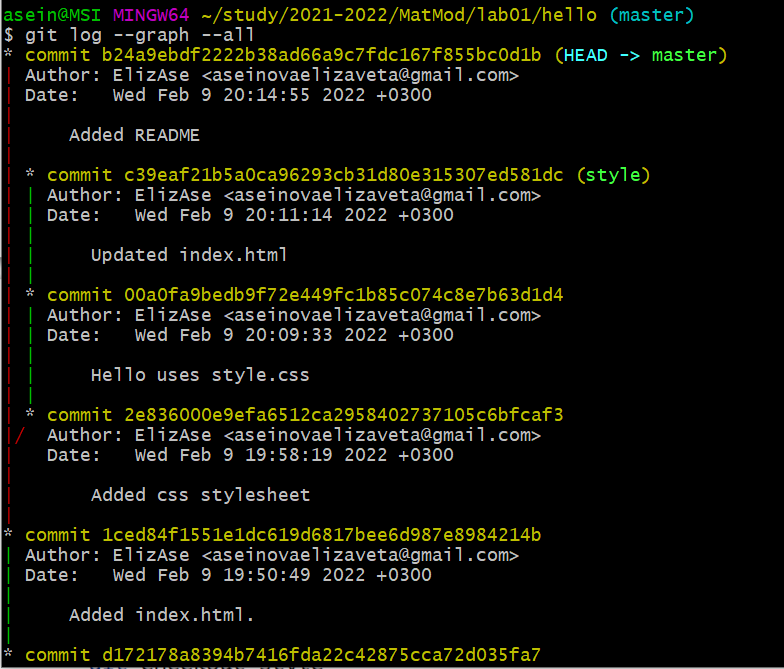 asein@MSI MINGW64 ~/study/2021-2022/MatMod/lab01/hello (master)
$ git log --graph --all
* commit b24a9ebdf2222b38ad66a9c7fdc167f855bc0d1b (HEAD -> master)
| Author: ElizAse <aseinovaelizaveta@gmail.com>
| Date:   Wed Feb 9 20:14:55 2022 +0300
|
|     Added README
|
| * commit c39eaf21b5a0ca96293cb31d80e315307ed581dc (style)
| | Author: ElizAse <aseinovaelizaveta@gmail.com>
| | Date:   Wed Feb 9 20:11:14 2022 +0300
| |
| |     Updated index.html
| |
| * commit 00a0fa9bedb9f72e449fc1b85c074c8e7b63d1d4
| | Author: ElizAse <aseinovaelizaveta@gmail.com>
| | Date:   Wed Feb 9 20:09:33 2022 +0300
| |
| |     Hello uses style.css
| |
| * commit 2e836000e9efa6512ca2958402737105c6bfcaf3
|/  Author: ElizAse <aseinovaelizaveta@gmail.com>
|   Date:   Wed Feb 9 19:58:19 2022 +0300
|
|       Added css stylesheet
|
* commit 1ced84f1551e1dc619d6817bee6d987e8984214b
| Author: ElizAse <aseinovaelizaveta@gmail.com>
| Date:   Wed Feb 9 19:50:49 2022 +0300
|
|     Added index.html.
|
* commit d172178a8394b7416fda22c42875cca72d035fa7